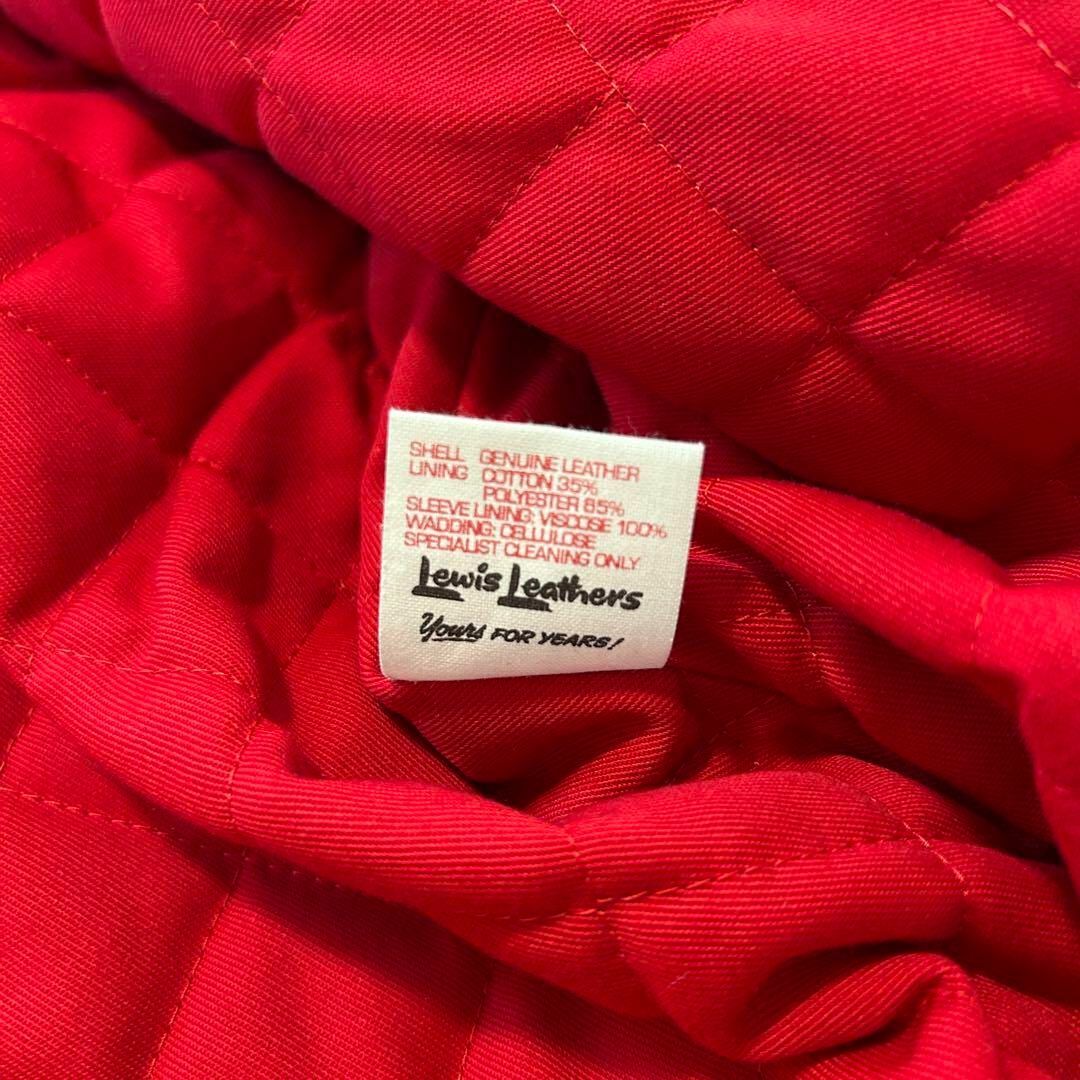 SHELL GENUINE LEATHER
LINING COTTON 35%
POLYESTER 65%
SLEEVE LINING: VISCOSE 100%
WADDING: CELLULOSE
SPECIALIST CLEANING ONLY
Lewis Leathers
Yours FOR YEARS!